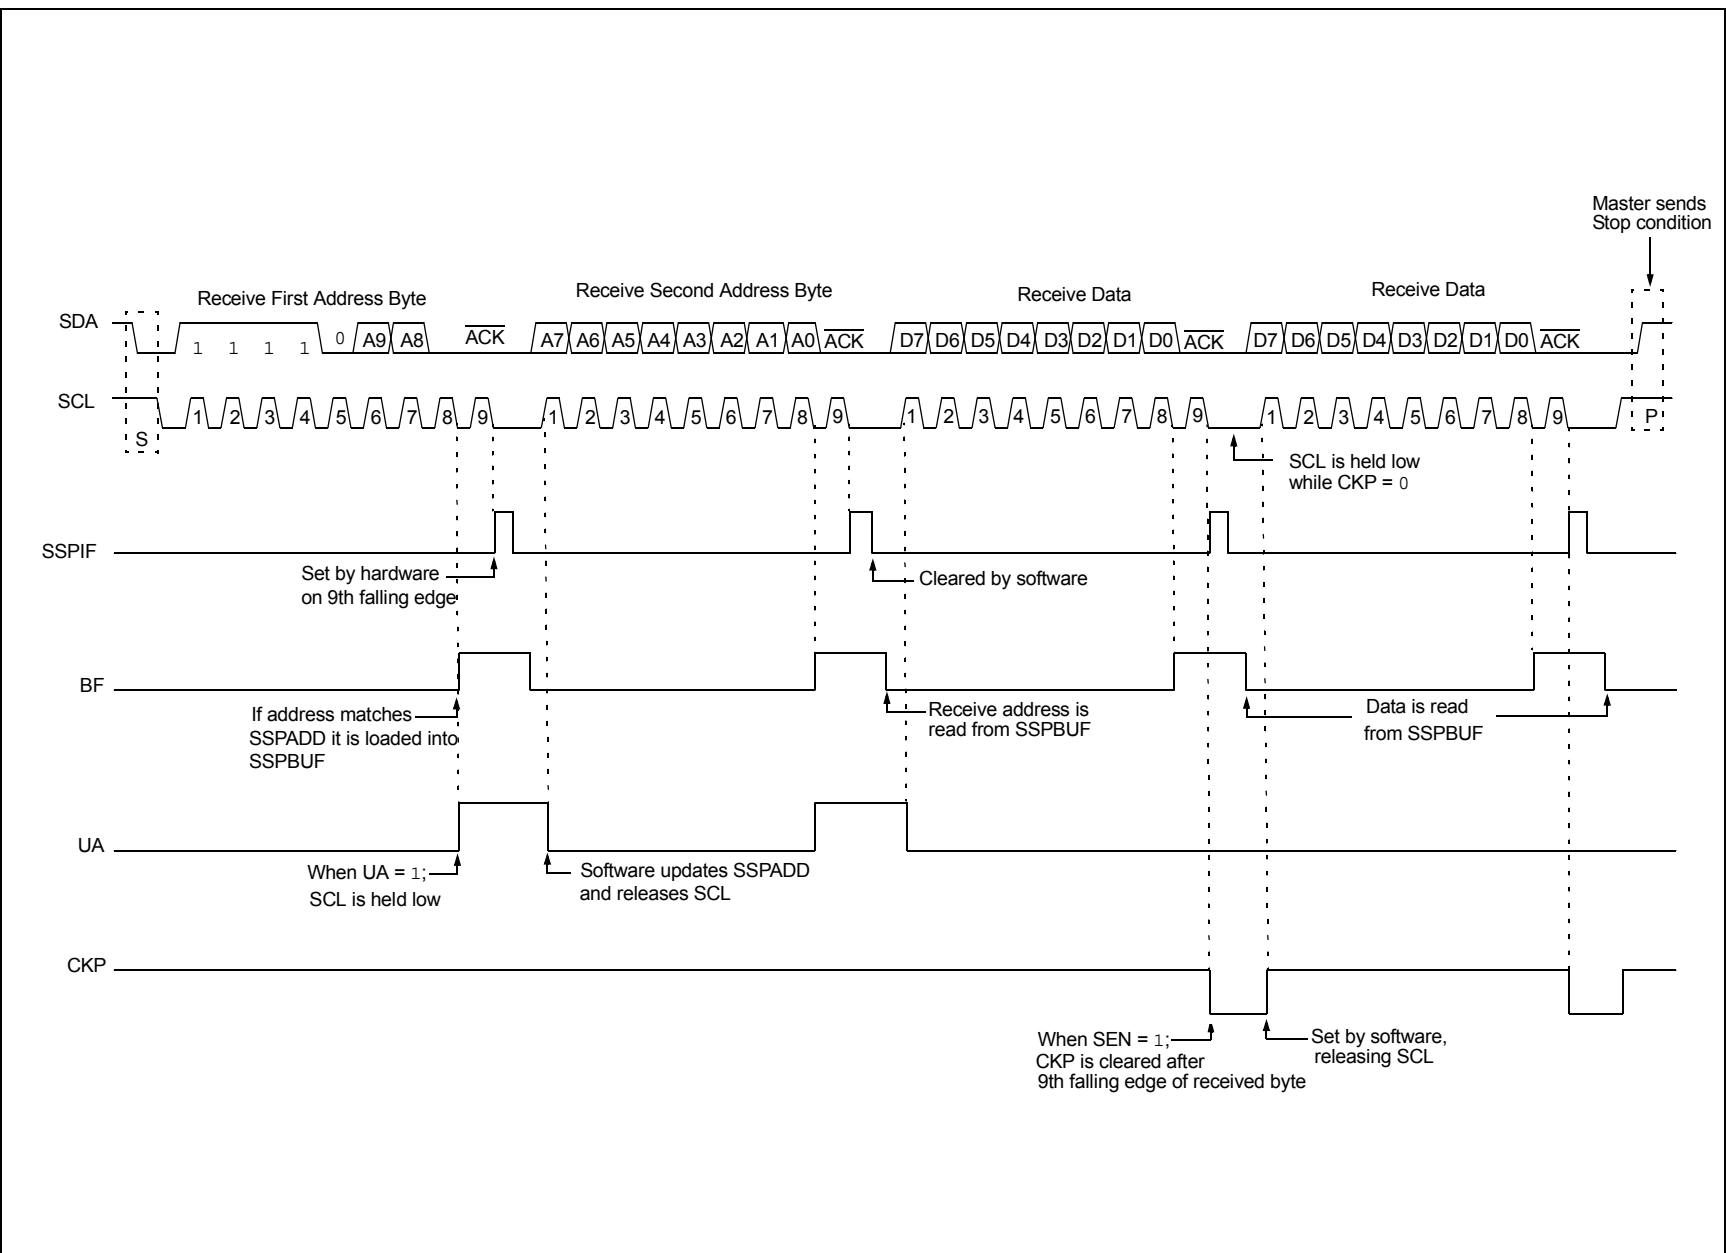 Master sends
Stop condition
Receive First Address Byte
Receive Second Address Byte
Receive Data
Receive Data
SDA
1 1 1 1 0 A9 A8 ACK A7 A6 A5 A4 A3 A2 A1 A0 ACK D7 D6 D5 D4 D3 D2 D1 D0 ACK D7 D6 D5 D4 D3 D2 D1 D0 ACK
SCL
S 1 2 3 4 5 6 7 8 9 1 2 3 4 5 6 7 8 9 1 2 3 4 5 6 7 8 9 1 2 3 4 5 6 7 8 9 P
SCL is held low
while CKP = 0
SSPIF
Set by hardware
on 9th falling edge
Cleared by software
BF
If address matches
SSPADD it is loaded into
SSPBUF
Receive address is
read from SSPBUF
Data is read
from SSPBUF
UA
When UA = 1;
SCL is held low
Software updates SSPADD
and releases SCL
CKP
When SEN = 1;
CKP is cleared after
9th falling edge of received byte
Set by software,
releasing SCL